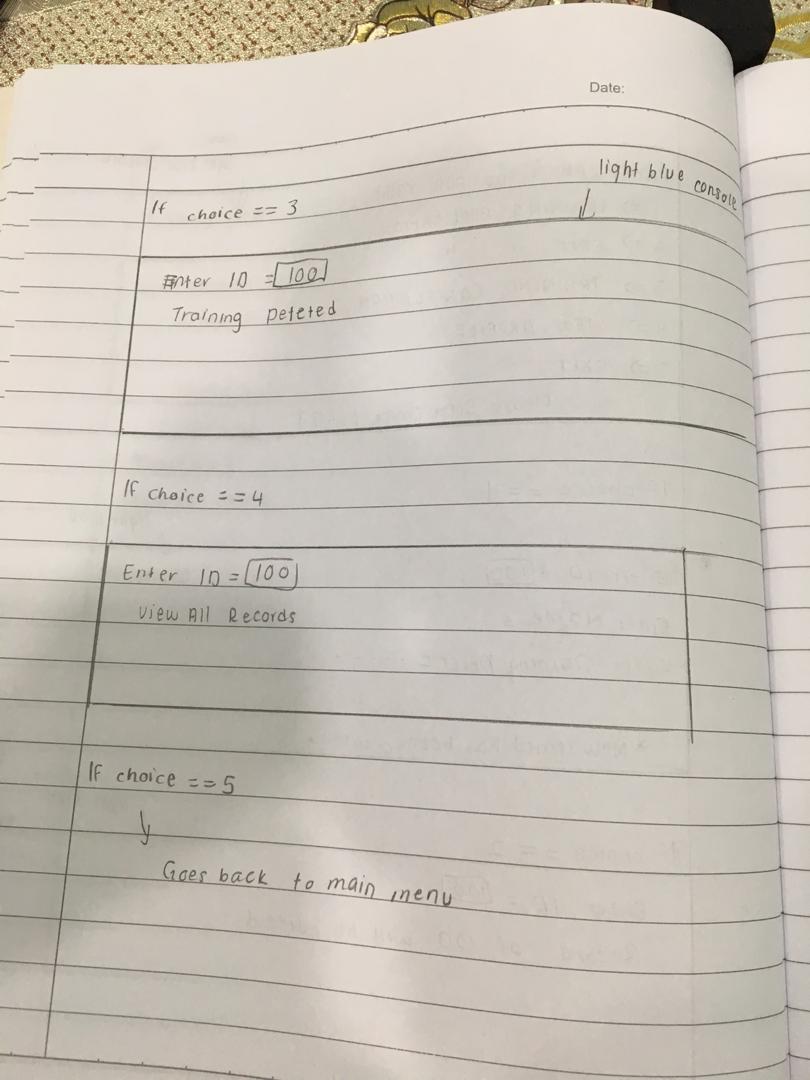 Date:
light blue console
If choice == 3
Enter ID = 100
Training Deleted
If choice == 4
Enter ID = 100
View All Records
If choice == 5
Goes back to main menu